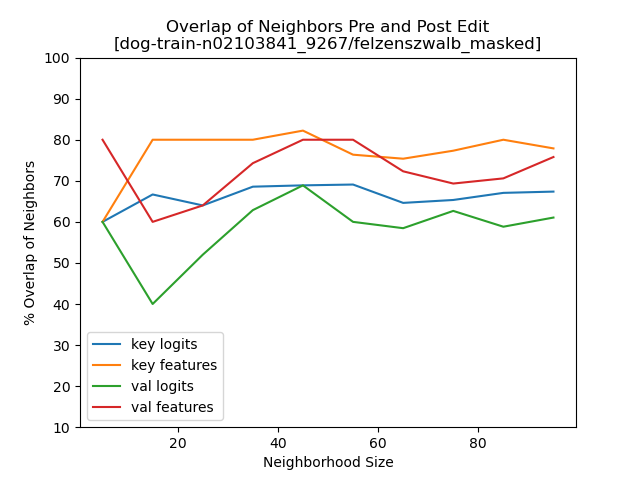 Overlap of Neighbors Pre and Post Edit
[dog-train-n02103841_9267/felzenszwalb_masked]
100
90
80
70
60
50
40
30
20
10
% Overlap of Neighbors
key logits
key features
val logits
val features
20
40
60
80
Neighborhood Size